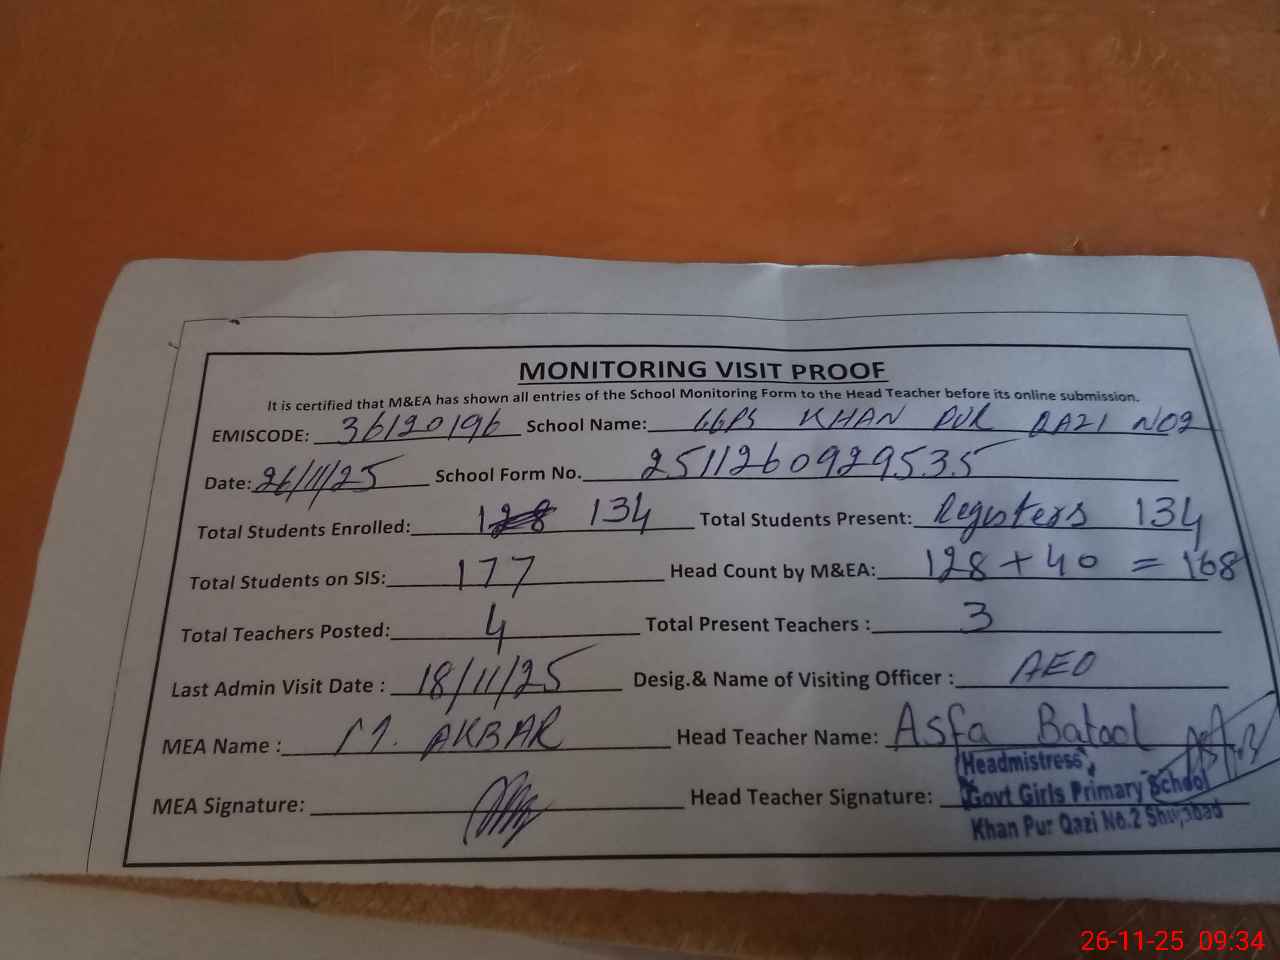 MONITORING VISIT PROOF
It is certified that M&EA has shown all entries of the School Monitoring Form to the Head Teacher before its online submission.
EMISCODE: 36120196 School Name: GGPS KHAN PUR QAZI NO2
Date: 26/11/25 School Form No. 251126092953.5
Total Students Enrolled: 128 134 Total Students Present: Registers 134
Total Students on SIS: 177 Head Count by M&EA: 128 + 40 = 168
Total Teachers Posted: 4 Total Present Teachers : 3
Last Admin Visit Date : 18/11/25 Desig.& Name of Visiting Officer : AEO
MEA Name : M. AKBAR Head Teacher Name: Asfa Batool
MEA Signature: Head Teacher Signature:
Headmistress
Govt Girls Primary School
Khan Pur Qazi No.2 Shujabad
26-11-25 09:34